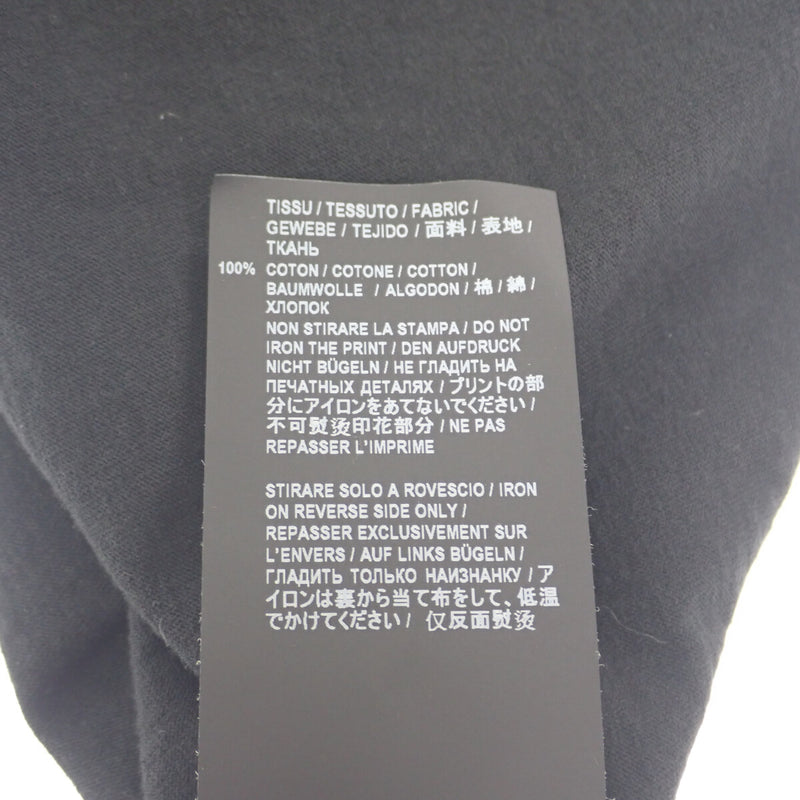 TISSU / TESSUTO / FABRIC /
GEWEBE / TEJIDO / 面料 / 表地 /
ТКАНЬ
100% COTON / COTONE / COTTON /
BAUMWOLLE / ALGODON / 棉 / 綿 /
ХЛОПОК
NON STIRARE LA STAMPA / DO NOT
IRON THE PRINT / DEN AUFDRUCK
NICHT BÜGELN / НЕ ГЛАДИТЬ НА
ПЕЧАТНЫХ ДЕТАЛЯХ / プリントの部
分にアイロンをあてないでください /
不可熨烫印花部分 / NE PAS
REPASSER L'IMPRIME
STIRARE SOLO A ROVESCIO / IRON
ON REVERSE SIDE ONLY /
REPASSER EXCLUSIVEMENT SUR
L'ENVERS / AUF LINKS BÜGELN /
ГЛАДИТЬ ТОЛЬКО НАИЗНАНКУ / ア
イロンは裏から当て布をして、低温
でかけてください / 仅反面熨烫